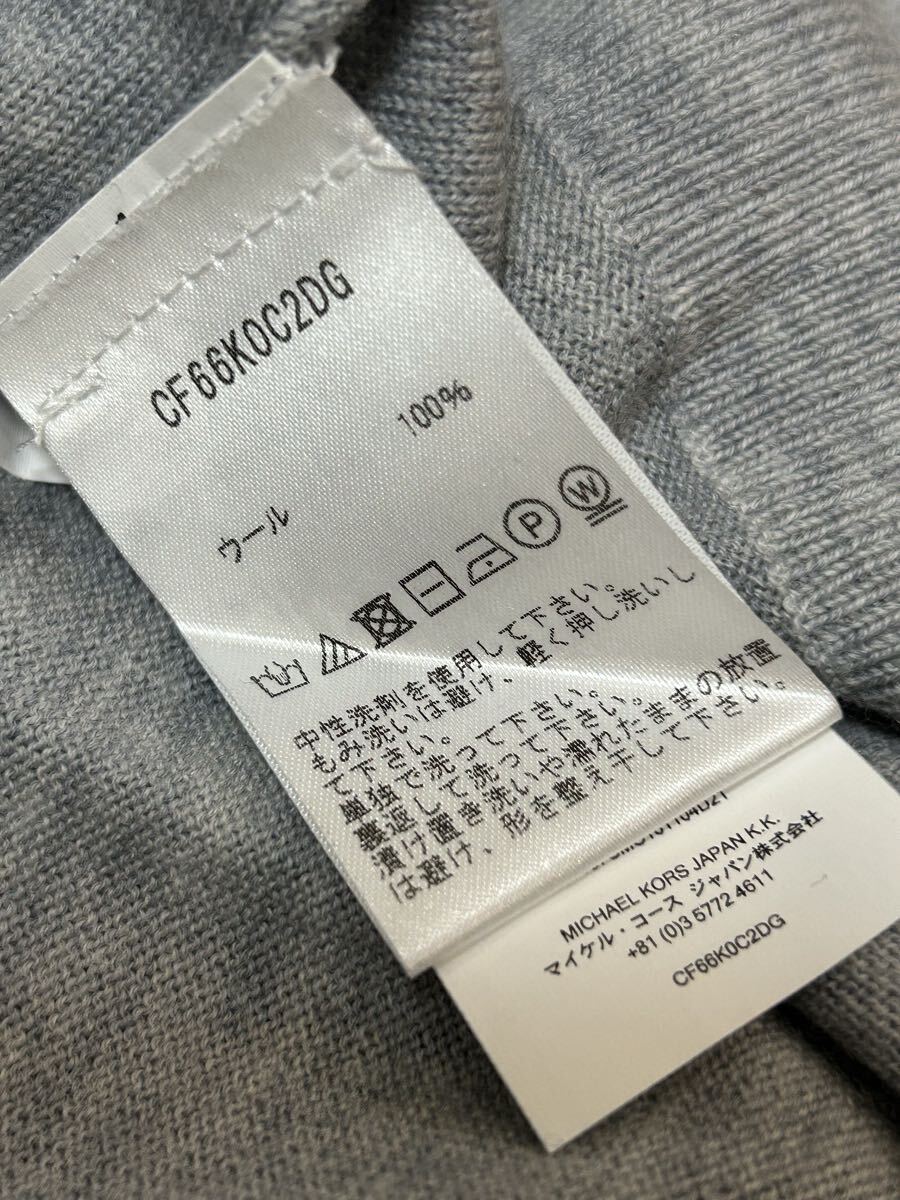 CF66K0C2DG
ウール 100%
P W
中性洗剤を使用して下さい。
もみ洗いは避け、軽く押し洗いし
て下さい。
単独で洗って下さい。
裏返して洗って下さい。
漬け置き洗いや濡れたままの放置
は避け、形を整え干して下さい。
MICHAEL KORS JAPAN K.K.
マイケル・コース ジャパン株式会社
+81 (0)3 5772 4611
CF66K0C2DG